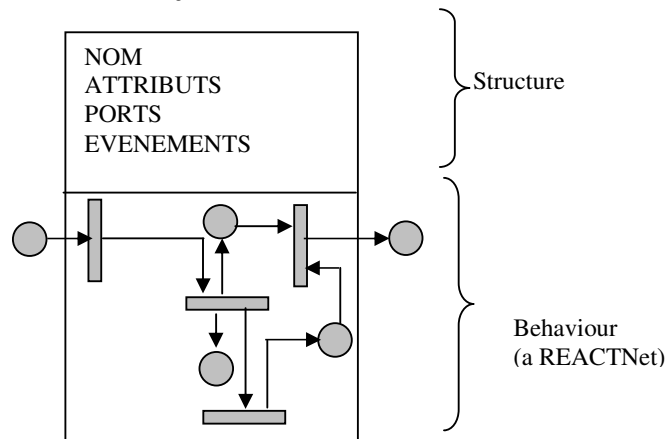 NOM
ATTRIBUTS
PORTS
EVENEMENTS
Structure
Behaviour
(a REACTNet)